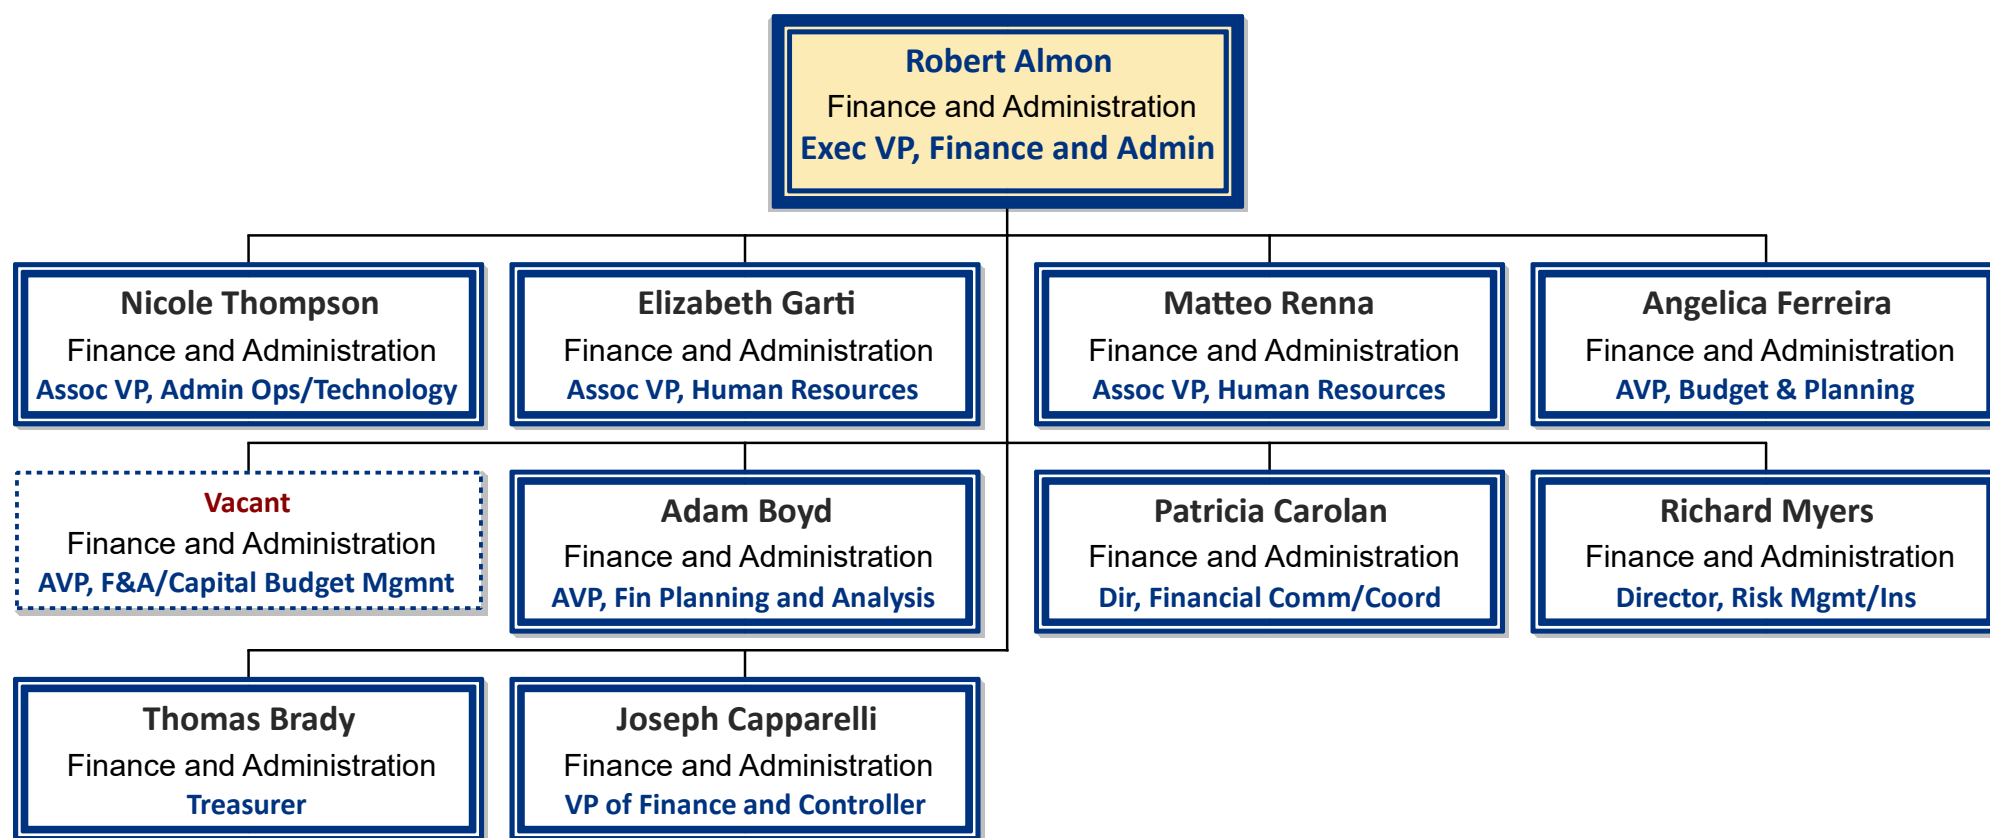 Robert Almon
Finance and Administration
Exec VP, Finance and Admin
Nicole Thompson
Finance and Administration
Assoc VP, Admin Ops/Technology
Elizabeth Garti
Finance and Administration
Assoc VP, Human Resources
Matteo Renna
Finance and Administration
Assoc VP, Human Resources
Angelica Ferreira
Finance and Administration
AVP, Budget & Planning
Vacant
Finance and Administration
AVP, F&A/Capital Budget Mgmnt
Adam Boyd
Finance and Administration
AVP, Fin Planning and Analysis
Patricia Carolan
Finance and Administration
Dir, Financial Comm/Coord
Richard Myers
Finance and Administration
Director, Risk Mgmt/Ins
Thomas Brady
Finance and Administration
Treasurer
Joseph Capparelli
Finance and Administration
VP of Finance and Controller